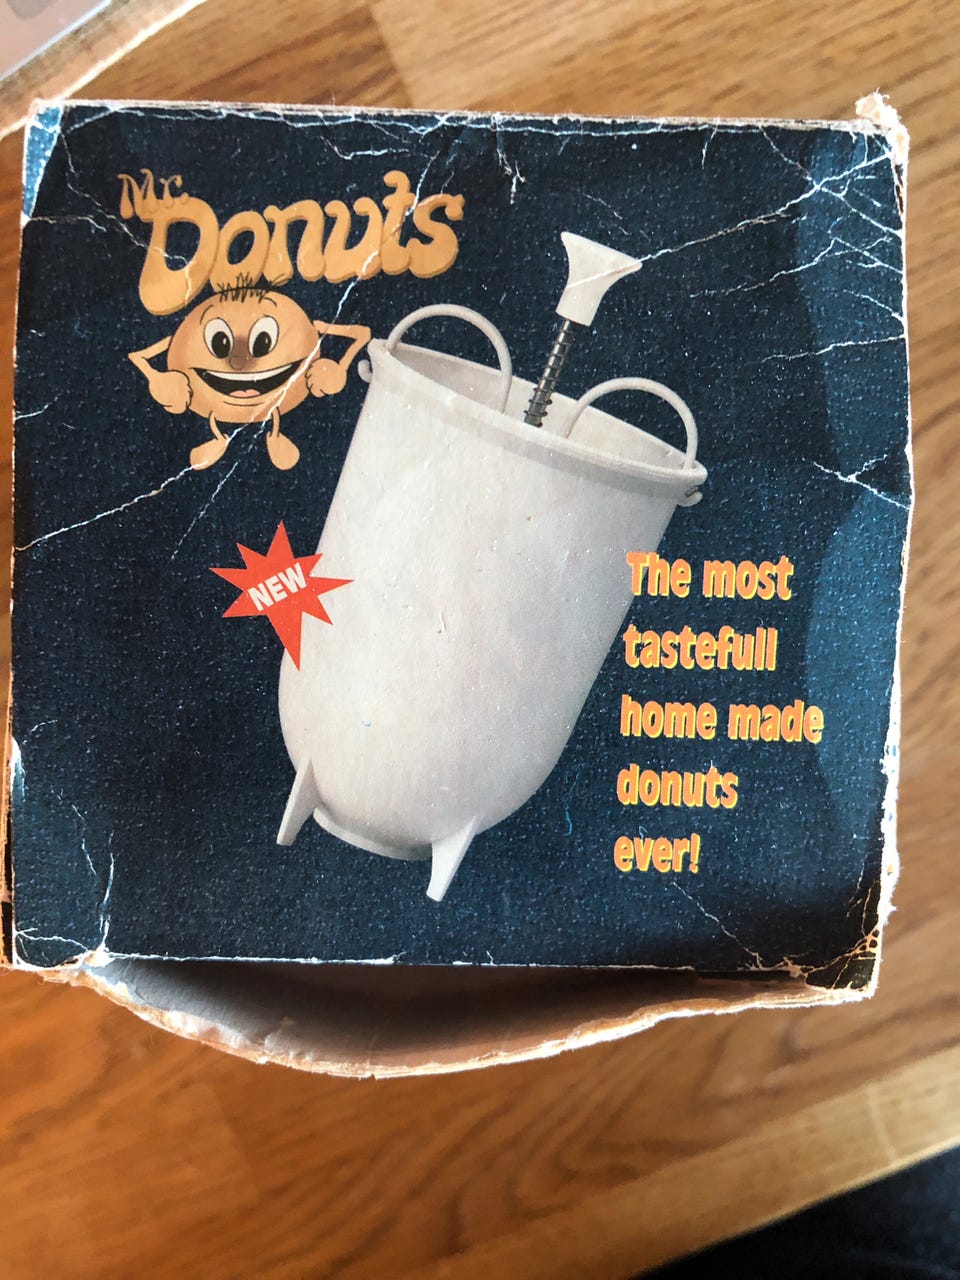 Mr.
Donuts
NEW
The most
tastefull
home made
donuts
ever!